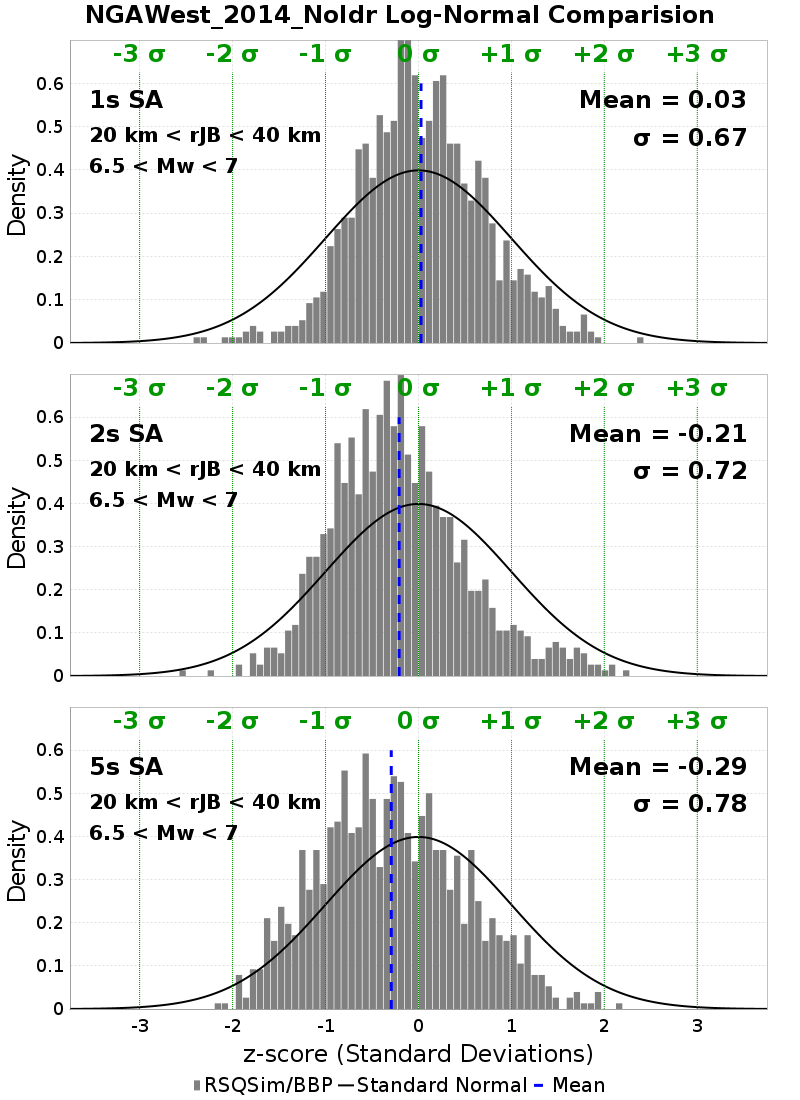 NGAWest_2014_NoIdr Log-Normal Comparision
-3 σ -2 σ -1 σ 0 σ +1 σ +2 σ +3 σ
1s SA
20 km < rJB < 40 km
6.5 < Mw < 7
Mean = 0.03
σ = 0.67
Density
0.6
0.5
0.4
0.3
0.2
0.1
0
-3 σ -2 σ -1 σ 0 σ +1 σ +2 σ +3 σ
2s SA
20 km < rJB < 40 km
6.5 < Mw < 7
Mean = -0.21
σ = 0.72
Density
0.6
0.5
0.4
0.3
0.2
0.1
0
-3 σ -2 σ -1 σ 0 σ +1 σ +2 σ +3 σ
5s SA
20 km < rJB < 40 km
6.5 < Mw < 7
Mean = -0.29
σ = 0.78
Density
0.6
0.5
0.4
0.3
0.2
0.1
0
-3 -2 -1 0 1 2 3
z-score (Standard Deviations)
RSQSim/BBP Standard Normal Mean